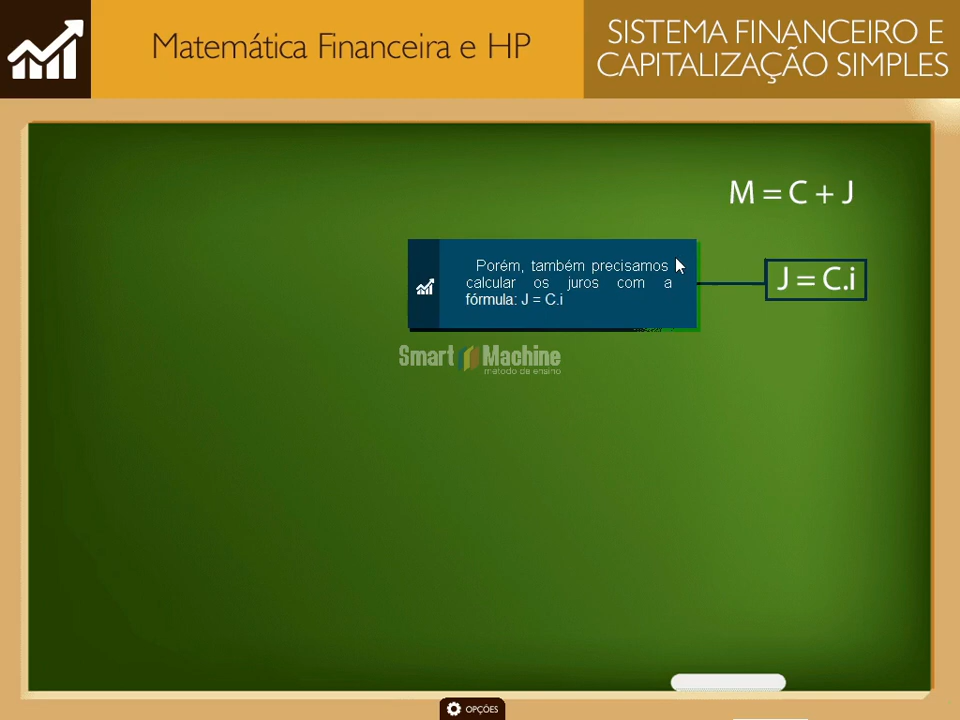 Matemática Financeira e HP
SISTEMA FINANCEIRO E
CAPITALIZAÇÃO SIMPLES
M = C + J
Porém, também precisamos
calcular os juros com a
fórmula: J = C.i
J = C.i
Smart Machine
método de ensino
OPÇÕES